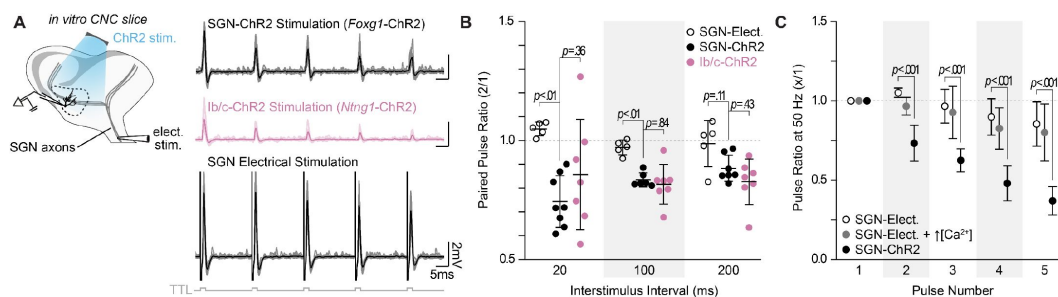 A
in vitro CNC slice
ChR2 stim.
SGN axons
elect.
stim.
SGN-ChR2 Stimulation (Foxg1-ChR2)
Ib/c-ChR2 Stimulation (Ntng1-ChR2)
SGN Electrical Stimulation
2mV
5ms
TTL
B
Paired Pulse Ratio (2/1)
1.5
1.0
0.5
p=.36
p<.01
p<.01
p=.84
p=.11
p=.43
SGN-Elect.
SGN-ChR2
Ib/c-ChR2
20 100 200
Interstimulus Interval (ms)
C
Pulse Ratio at 50 Hz (x/1)
1.5
1.0
0.5
0.0
p<.001
p<.001
p<.001
p<.001
SGN-Elect.
SGN-Elect. + ↑[Ca²⁺]
SGN-ChR2
1 2 3 4 5
Pulse Number